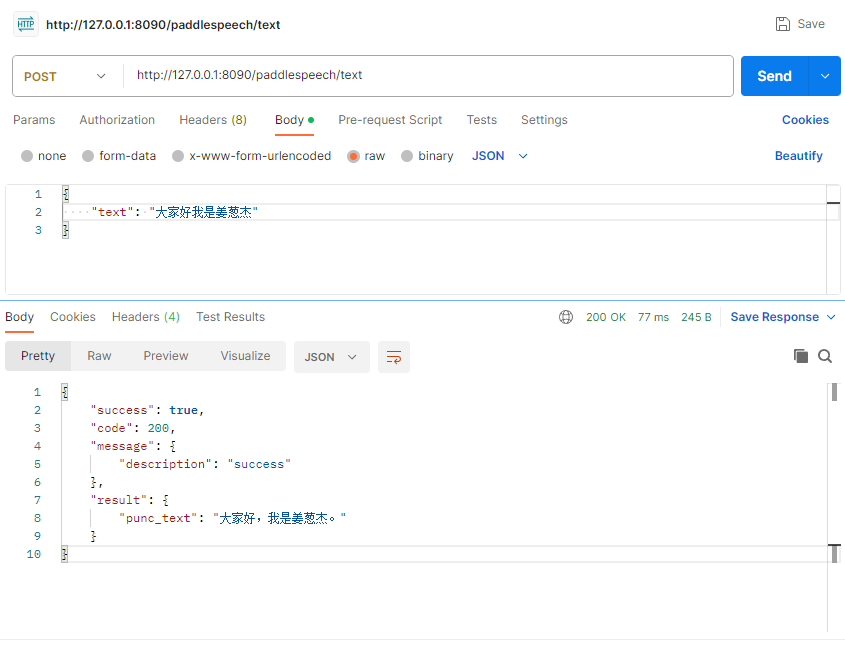 HTTP http://127.0.0.1:8090/paddlespeech/text Save
POST http://127.0.0.1:8090/paddlespeech/text Send
Params Authorization Headers (8) Body Pre-request Script Tests Settings Cookies
none form-data x-www-form-urlencoded raw binary JSON Beautify
1 {
2 ····"text":·"大家好我是姜葱杰"
3 }
Body Cookies Headers (4) Test Results 200 OK 77 ms 245 B Save Response
Pretty Raw Preview Visualize JSON
1 {
2 "success": true,
3 "code": 200,
4 "message": {
5 "description": "success"
6 },
7 "result": {
8 "punc_text": "大家好，我是姜葱杰。"
9 }
10 }